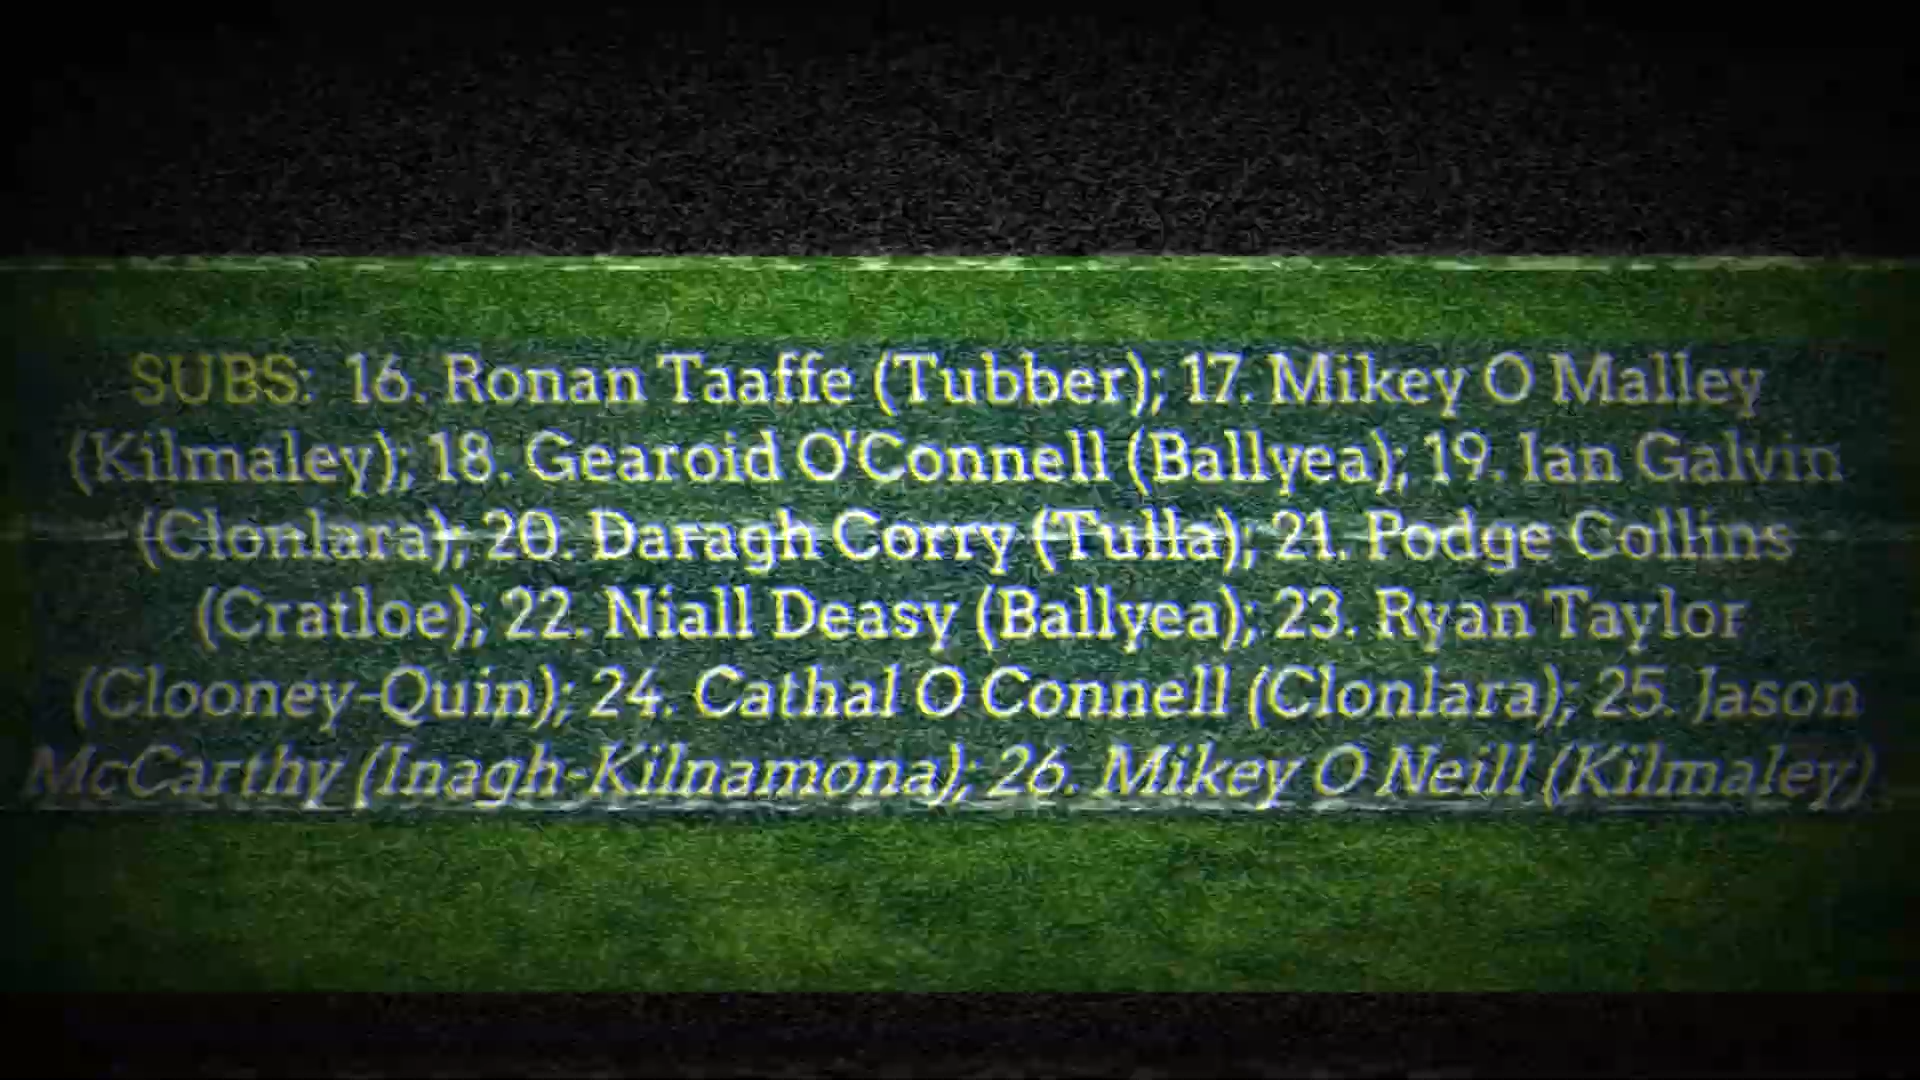 SUBS: 16. Ronan Taaffe (Tubber); 17. Mikey O Malley
(Kilmaley); 18. Gearoid O'Connell (Ballyea); 19. Ian Galvin
(Clonlara); 20. Daragh Corry (Tulla); 21. Podge Collins
(Cratloe); 22. Niall Deasy (Ballyea); 23. Ryan Taylor
(Clooney-Quin); 24. Cathal O Connell (Clonlara); 25. Jason
McCarthy (Inagh-Kilnamona); 26. Mikey O Neill (Kilmaley)